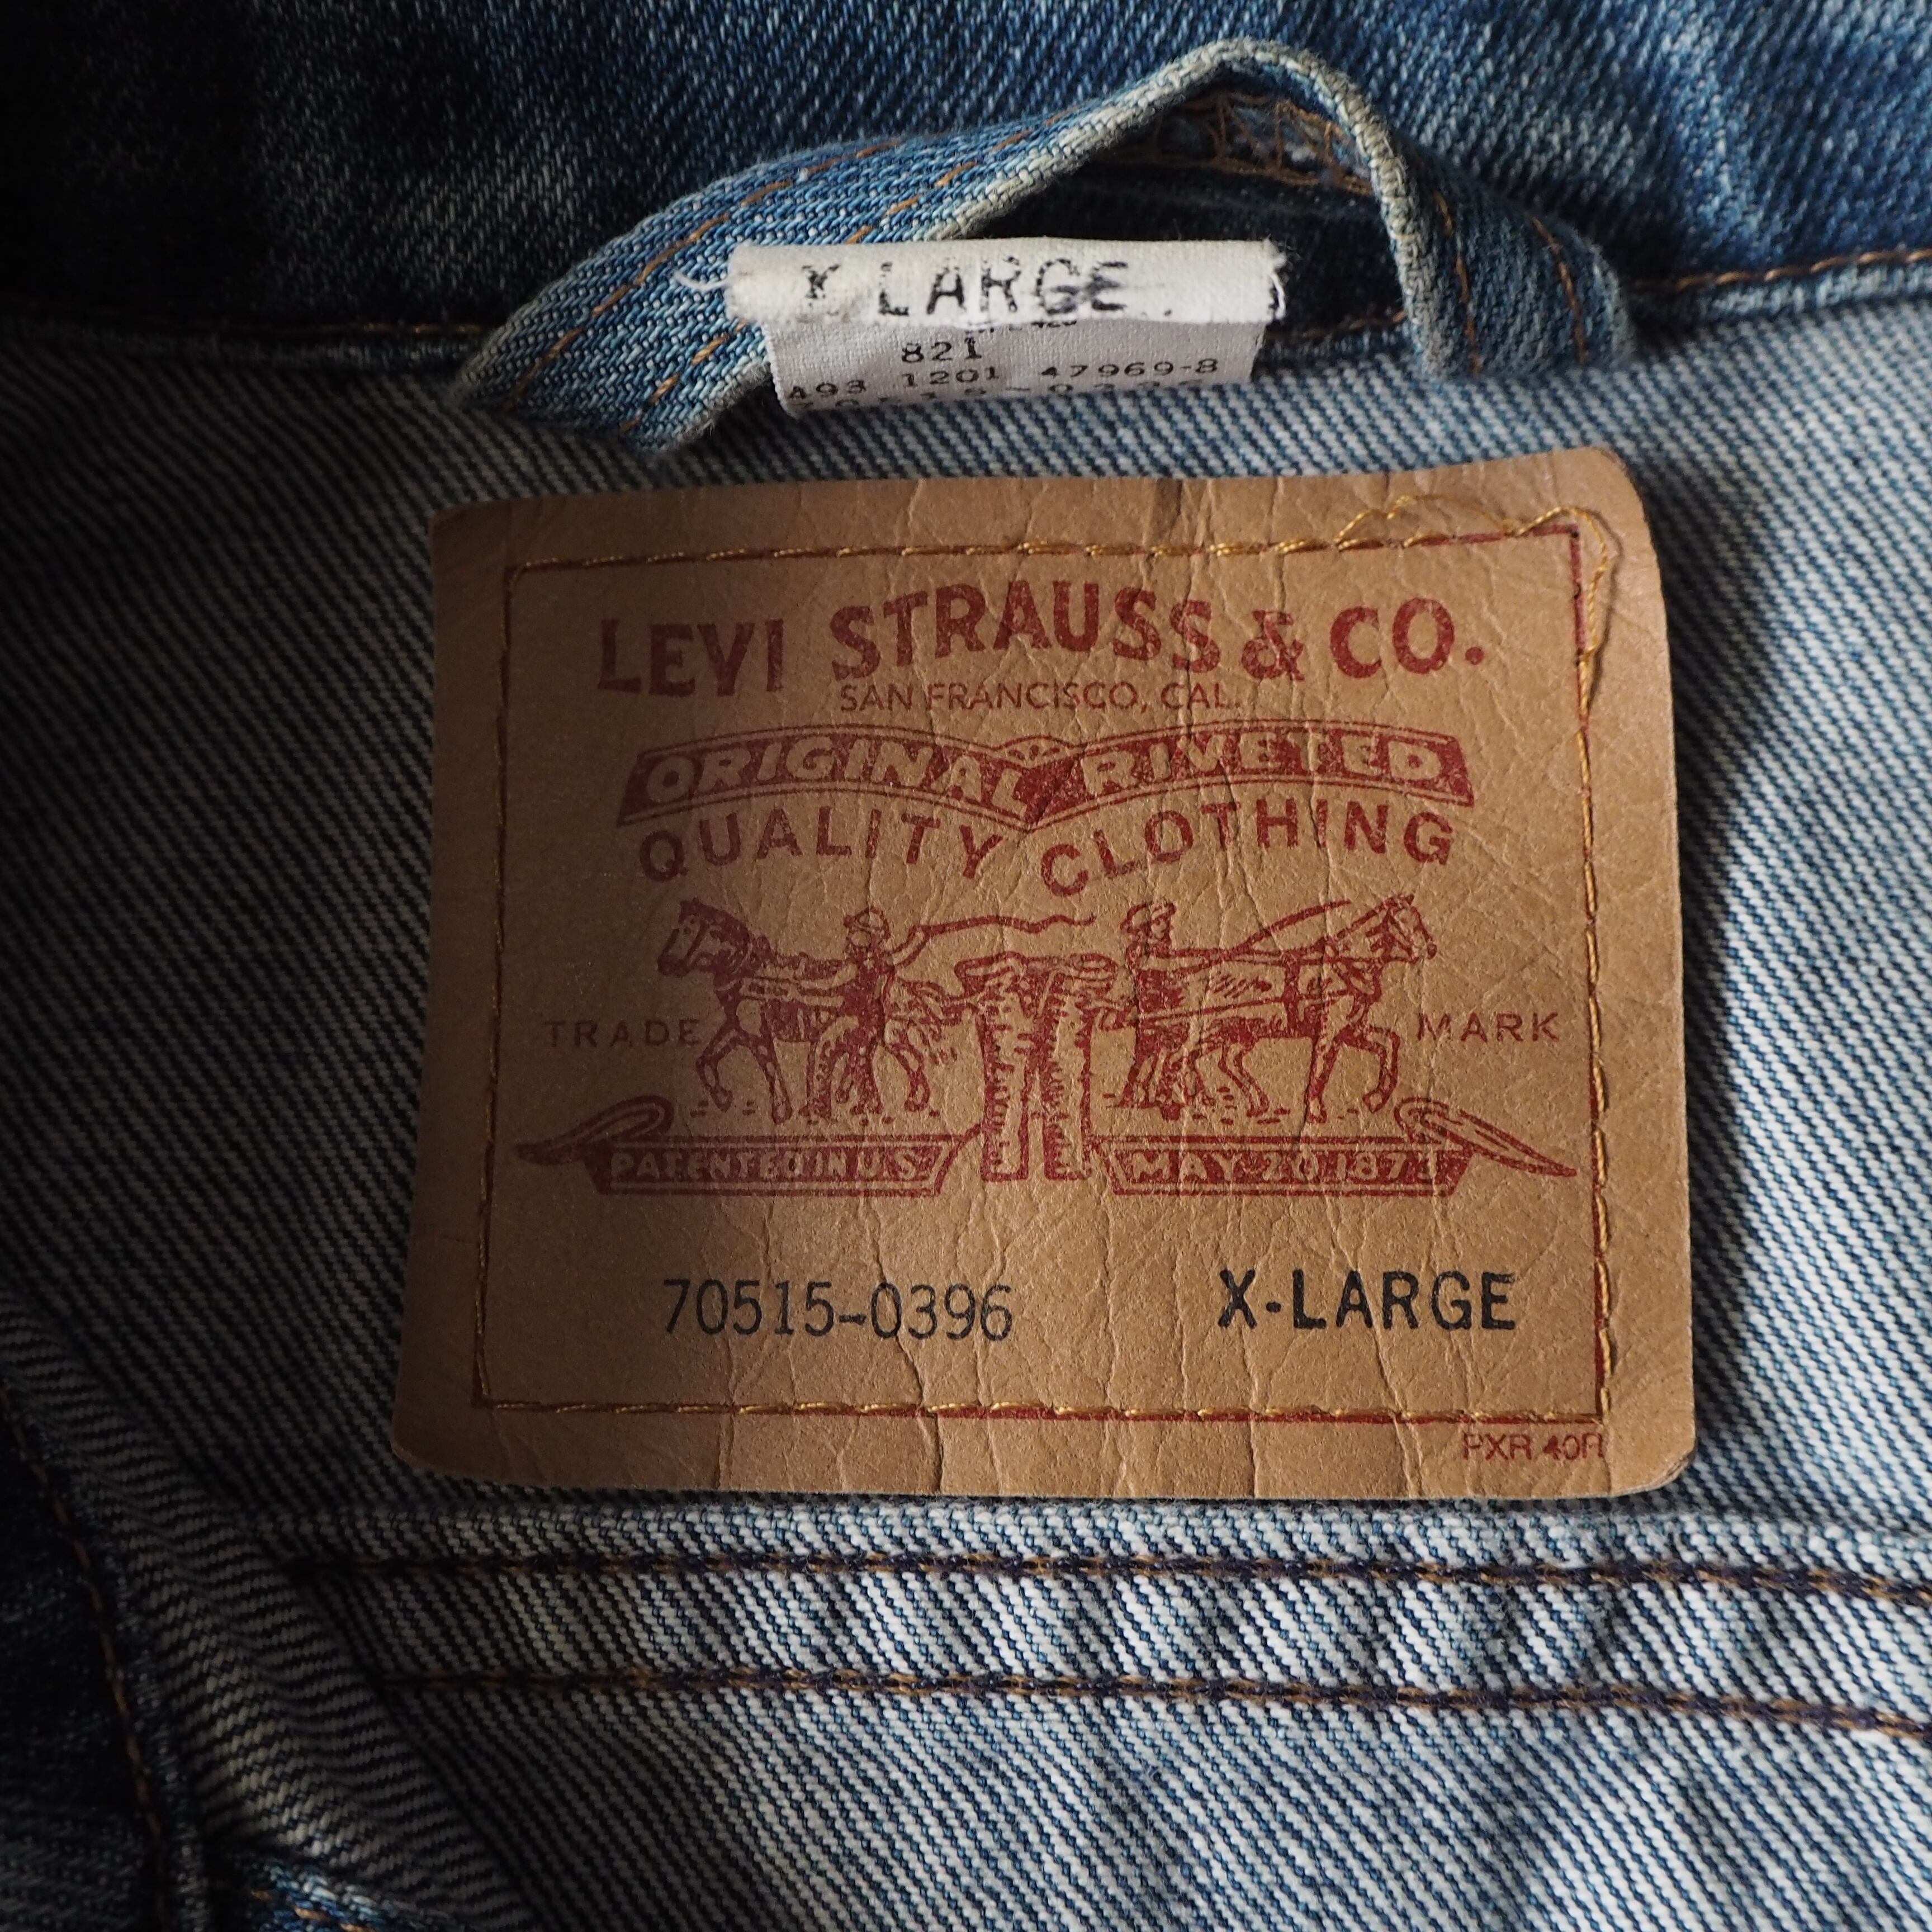 X LARGE
821
A93 1201 47969-8
LEVI STRAUSS & CO.
SAN FRANCISCO, CAL.
ORIGINAL RIVETED
QUALITY CLOTHING
TRADE MARK
PATENTED IN U.S. MAY 20 1873
70515-0396 X-LARGE
PXR 40R